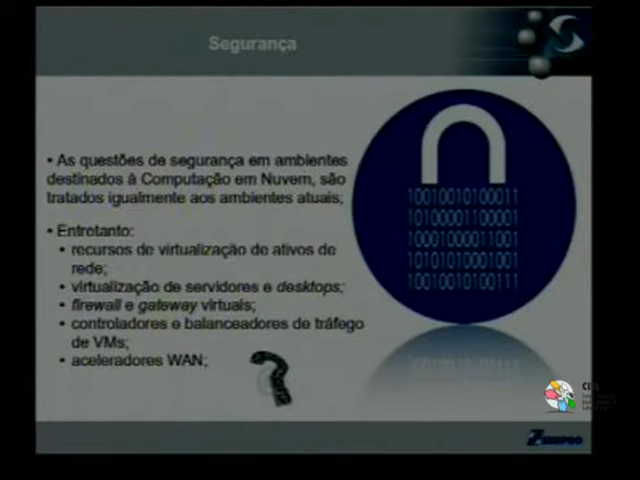 Segurança
• As questões de segurança em ambientes
destinados à Computação em Nuvem, são
tratados igualmente aos ambientes atuais;
• Entretanto:
• recursos de virtualização de ativos de
rede;
• virtualização de servidores e desktops;
• firewall e gateway virtuais;
• controladores e balanceadores de tráfego
de VMs;
• aceleradores WAN;
10010010100011
10100001100001
10001000011001
10101010001001
10010010100111